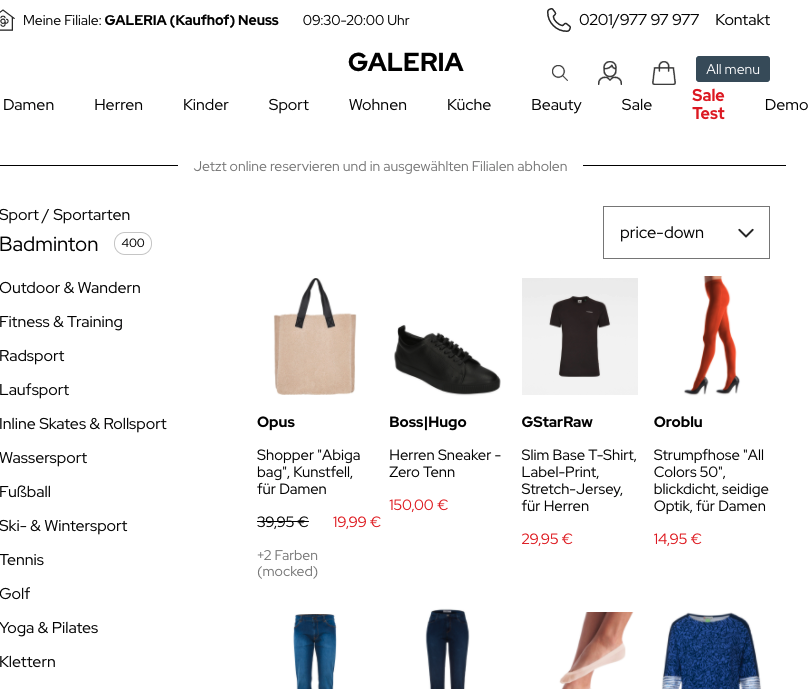 Meine Filiale: GALERIA (Kaufhof) Neuss 09:30-20:00 Uhr 0201/977 97 977 Kontakt
GALERIA
All menu
Damen Herren Kinder Sport Wohnen Küche Beauty Sale Sale Test Demo
Jetzt online reservieren und in ausgewählten Filialen abholen
Sport / Sportarten
Badminton 400
price-down
Outdoor & Wandern
Fitness & Training
Radsport
Laufsport
Inline Skates & Rollsport
Wassersport
Fußball
Ski- & Wintersport
Tennis
Golf
Yoga & Pilates
Klettern
Opus
Shopper "Abiga
bag", Kunstfell,
für Damen
39,95 € 19,99 €
+2 Farben
(mocked)
Boss|Hugo
Herren Sneaker -
Zero Tenn
150,00 €
GStarRaw
Slim Base T-Shirt,
Label-Print,
Stretch-Jersey,
für Herren
29,95 €
Oroblu
Strumpfhose "All
Colors 50",
blickdicht, seidige
Optik, für Damen
14,95 €